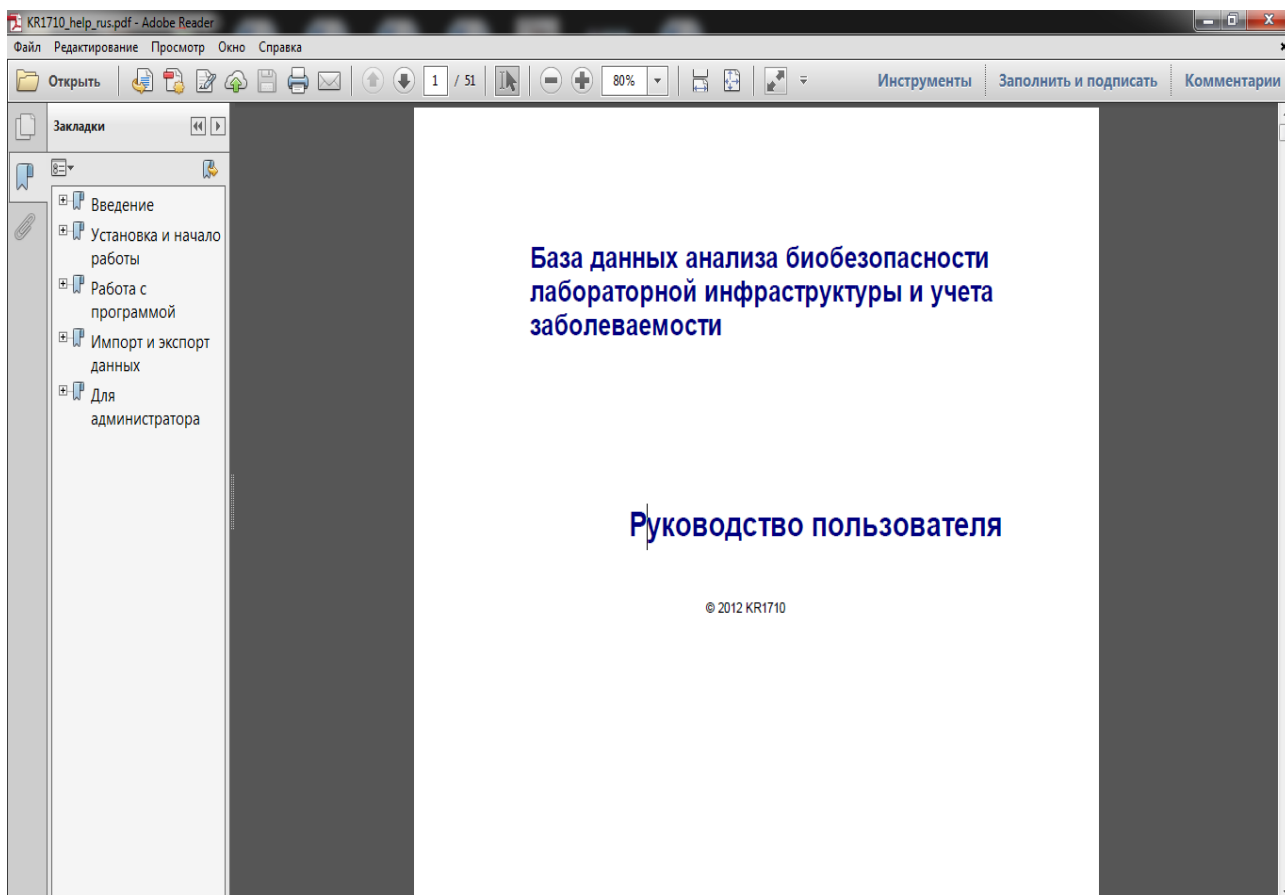 KR1710_help_rus.pdf - Adobe Reader
Файл Редактирование Просмотр Окно Справка
Открыть 1 / 51 80% Инструменты Заполнить и подписать Комментарии
Закладки
Введение
Установка и начало
работы
Работа с
программой
Импорт и экспорт
данных
Для
администратора
База данных анализа биобезопасности
лабораторной инфраструктуры и учета
заболеваемости
Руководство пользователя
© 2012 KR1710